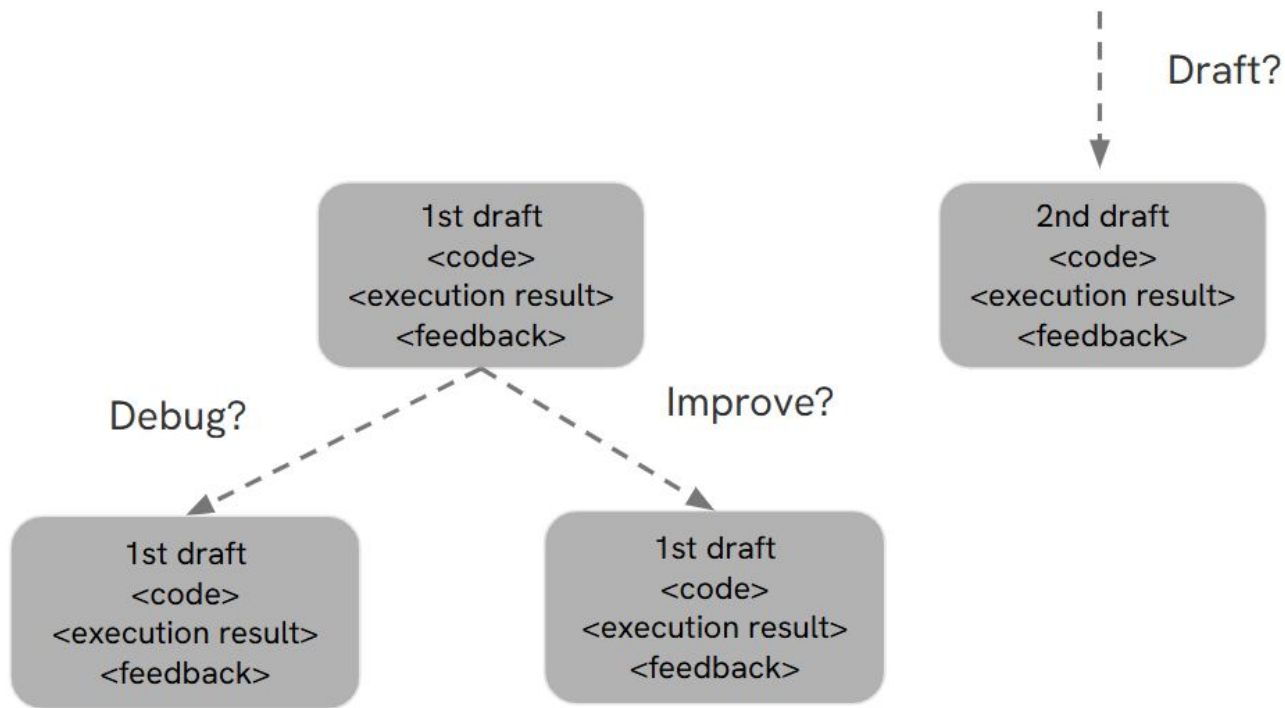 Draft?
1st draft
<code>
<execution result>
<feedback>
2nd draft
<code>
<execution result>
<feedback>
Debug?
Improve?
1st draft
<code>
<execution result>
<feedback>
1st draft
<code>
<execution result>
<feedback>